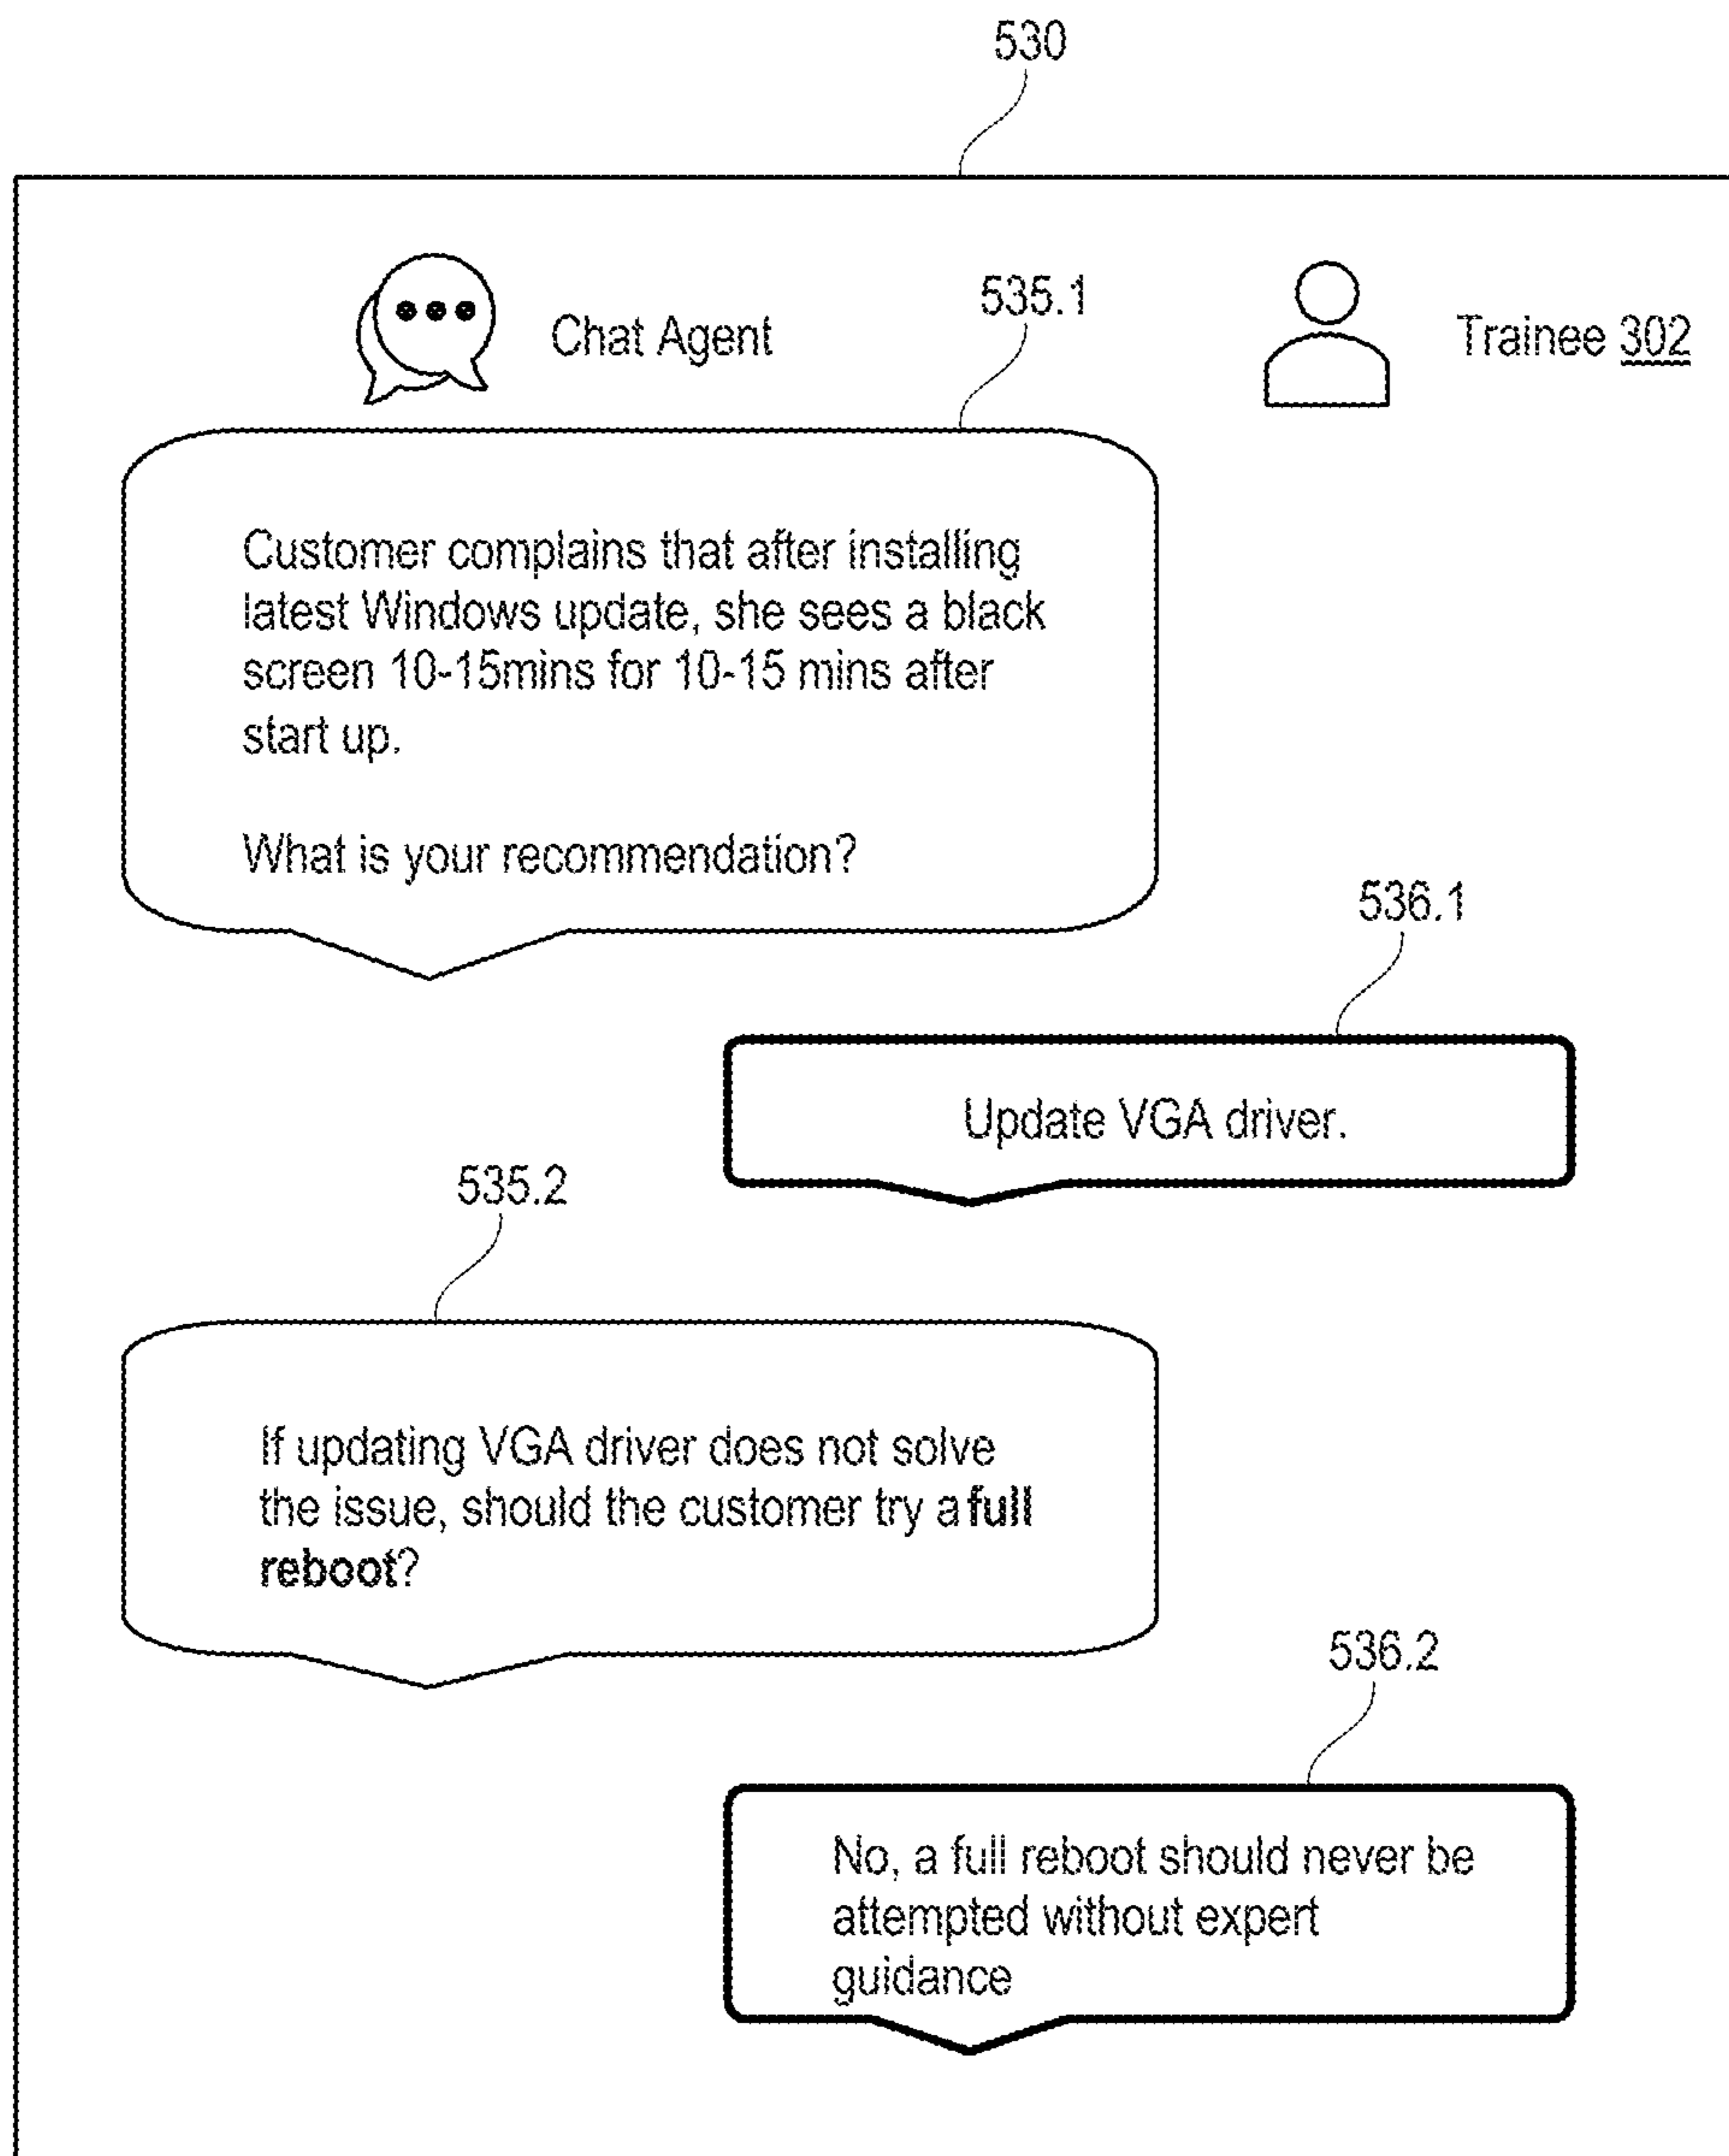 530
Chat Agent
535.1
Trainee 302
Customer complains that after installing
latest Windows update, she sees a black
screen 10-15mins for 10-15 mins after
start up.
What is your recommendation?
536.1
Update VGA driver.
535.2
If updating VGA driver does not solve
the issue, should the customer try a full
reboot?
536.2
No, a full reboot should never be
attempted without expert
guidance